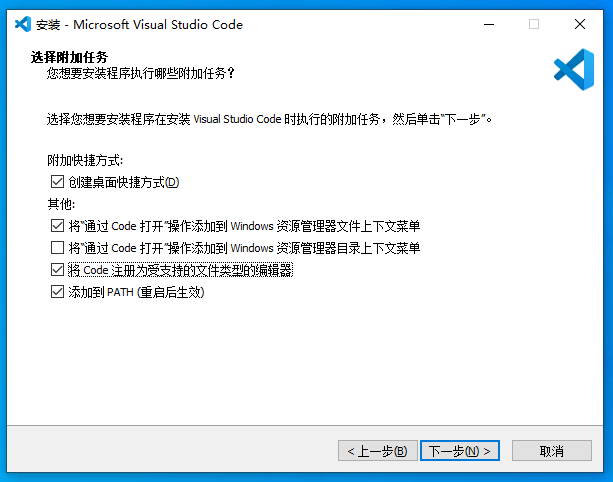 安装 - Microsoft Visual Studio Code
选择附加任务
您想要安装程序执行哪些附加任务？
选择您想要安装程序在安装 Visual Studio Code 时执行的附加任务，然后单击“下一步”。
附加快捷方式:
创建桌面快捷方式(D)
其他:
将“通过 Code 打开”操作添加到 Windows 资源管理器文件上下文菜单
将“通过 Code 打开”操作添加到 Windows 资源管理器目录上下文菜单
将 Code 注册为受支持的文件类型的编辑器
添加到 PATH (重启后生效)
< 上一步(B) 下一步(N) > 取消